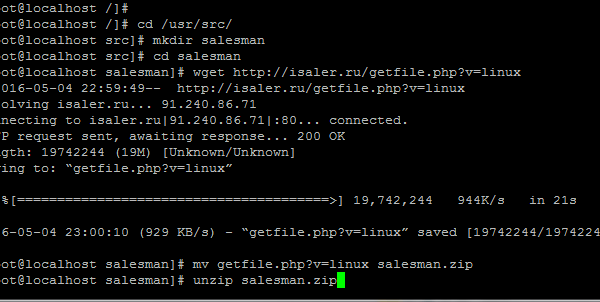 ot@localhost /]#
ot@localhost /]# cd /usr/src/
ot@localhost src]# mkdir salesman
ot@localhost src]# cd salesman
ot@localhost salesman]# wget http://isaler.ru/getfile.php?v=linux
016-05-04 22:59:49-- http://isaler.ru/getfile.php?v=linux
olving isaler.ru... 91.240.86.71
necting to isaler.ru|91.240.86.71|:80... connected.
P request sent, awaiting response... 200 OK
gth: 19742244 (19M) [Unknown/Unknown]
ing to: “getfile.php?v=linux”
%[=======================================>] 19,742,244 944K/s in 21s
6-05-04 23:00:10 (929 KB/s) - “getfile.php?v=linux” saved [19742244/1974224
ot@localhost salesman]# mv getfile.php?v=linux salesman.zip
ot@localhost salesman]# unzip salesman.zip